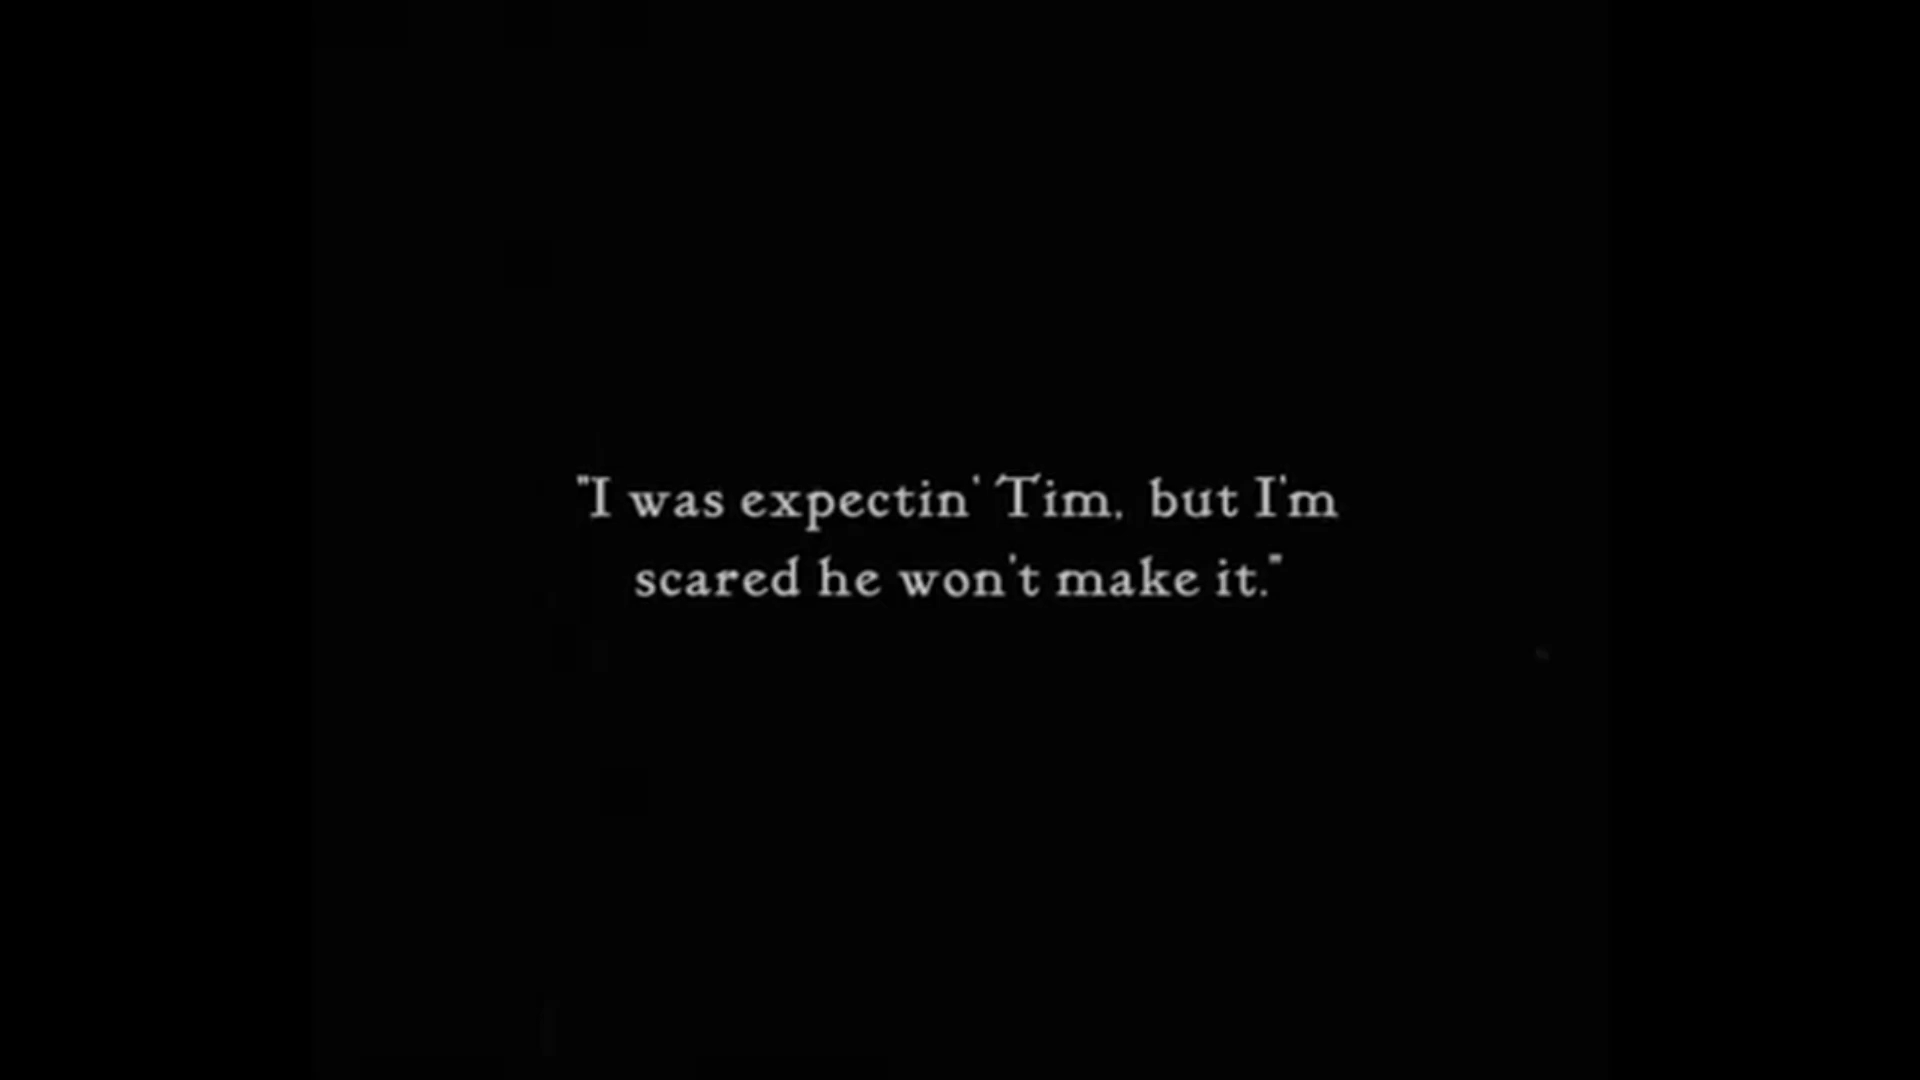 "I was expectin' Tim, but I'm
scared he won't make it."